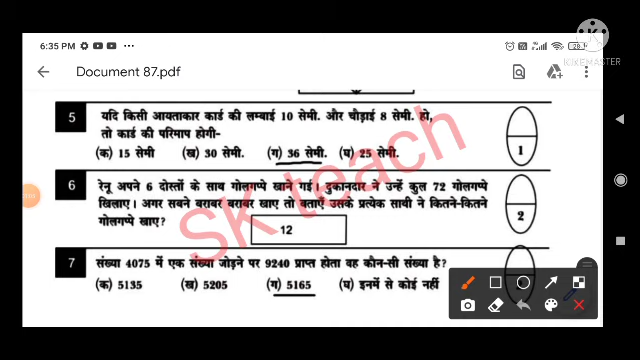 6:35 PM
KINEMASTER
Document 87.pdf
5 यदि किसी आयताकार कार्ड की लम्बाई 10 सेमी. और चौड़ाई 8 सेमी. हो,
तो कार्ड की परिमाप होगी-
(क) 15 सेमी (ख) 30 सेमी. (ग) 36 सेमी. (घ) 25 सेमी.
1
6 रेनू अपने 6 दोस्तों के साथ गोलगप्पे खाने गई। दुकानदार ने उन्हें कुल 72 गोलगप्पे
खिलाए। अगर सबने बराबर बराबर खाए तो बताएँ उसके प्रत्येक साथी ने कितने-कितने
गोलगप्पे खाए?
12
2
7 संख्या 4075 में एक संख्या जोड़ने पर 9240 प्राप्त होता वह कौन-सी संख्या है?
(क) 5135 (ख) 5205 (ग) 5165 (घ) इनमें से कोई नहीं
SK teach